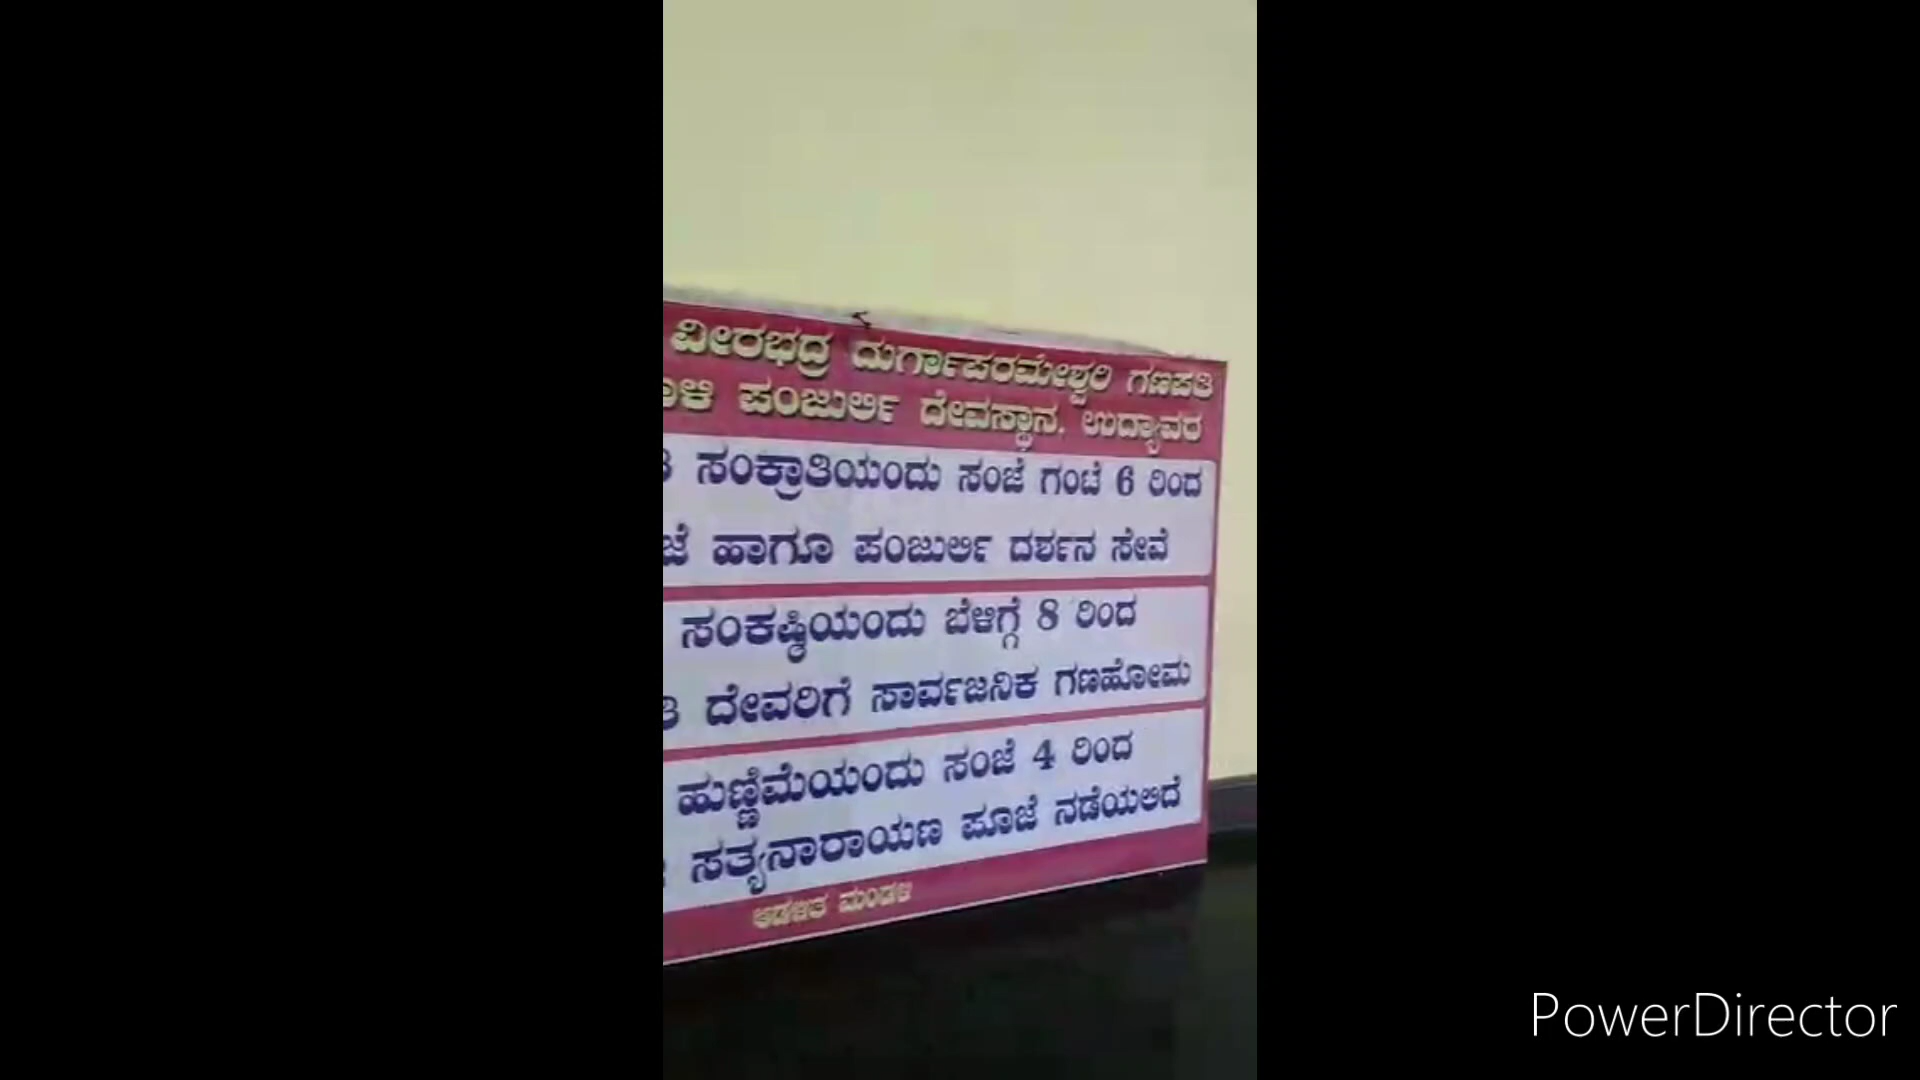 ವೀರಭದ್ರ ದುರ್ಗಾಪರಮೇಶ್ವರಿ ಗಣಪತಿ
ಪಂಜುರ್ಲಿ ದೇವಸ್ಥಾನ. ಉದ್ಯಾವರ
ಸಂಕ್ರಾತಿಯಂದು ಸಂಜೆ ಗಂಟೆ 6 ರಿಂದ
ಹಾಗೂ ಪಂಜುರ್ಲಿ ದರ್ಶನ ಸೇವೆ
ಸಂಕಷ್ಠಿಯಂದು ಬೆಳಿಗ್ಗೆ 8 ರಿಂದ
ದೇವರಿಗೆ ಸಾರ್ವಜನಿಕ ಗಣಹೋಮ
ಹುಣ್ಣಿಮೆಯಂದು ಸಂಜೆ 4 ರಿಂದ
ಸತ್ಯನಾರಾಯಣ ಪೂಜೆ ನಡೆಯಲಿದೆ
ಆಡಳಿತ ಮಂಡಳಿ
PowerDirector